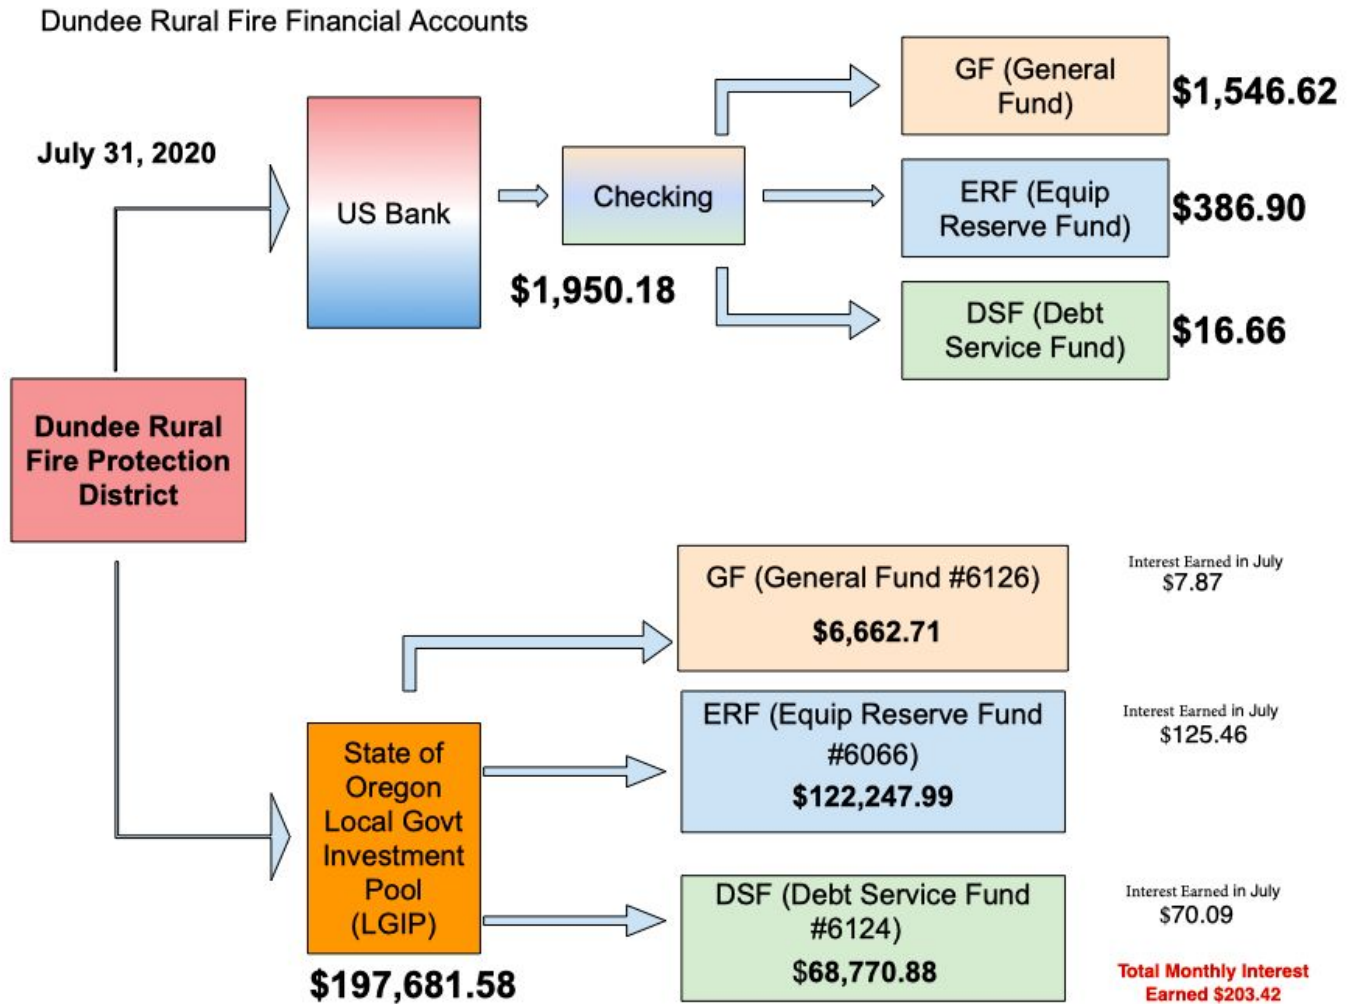 Dundee Rural Fire Financial Accounts
July 31, 2020
US Bank
Checking
$1,950.18
GF (General
Fund)
$1,546.62
ERF (Equip
Reserve Fund)
$386.90
DSF (Debt
Service Fund)
$16.66
Dundee Rural
Fire Protection
District
State of
Oregon
Local Govt
Investment
Pool
(LGIP)
$197,681.58
GF (General Fund #6126)
$6,662.71
Interest Earned in July
$7.87
ERF (Equip Reserve Fund
#6066)
$122,247.99
Interest Earned in July
$125.46
DSF (Debt Service Fund
#6124)
$68,770.88
Interest Earned in July
$70.09
Total Monthly Interest
Earned $203.42